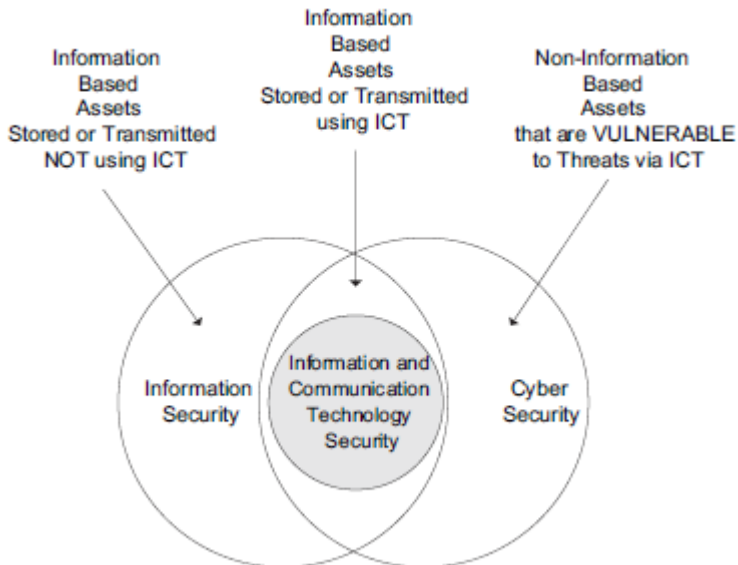 Information
Based
Assets
Stored or Transmitted
NOT using ICT
Information
Based
Assets
Stored or Transmitted
using ICT
Non-Information
Based
Assets
that are VULNERABLE
to Threats via ICT
Information
Security
Information and
Communication
Technology
Security
Cyber
Security